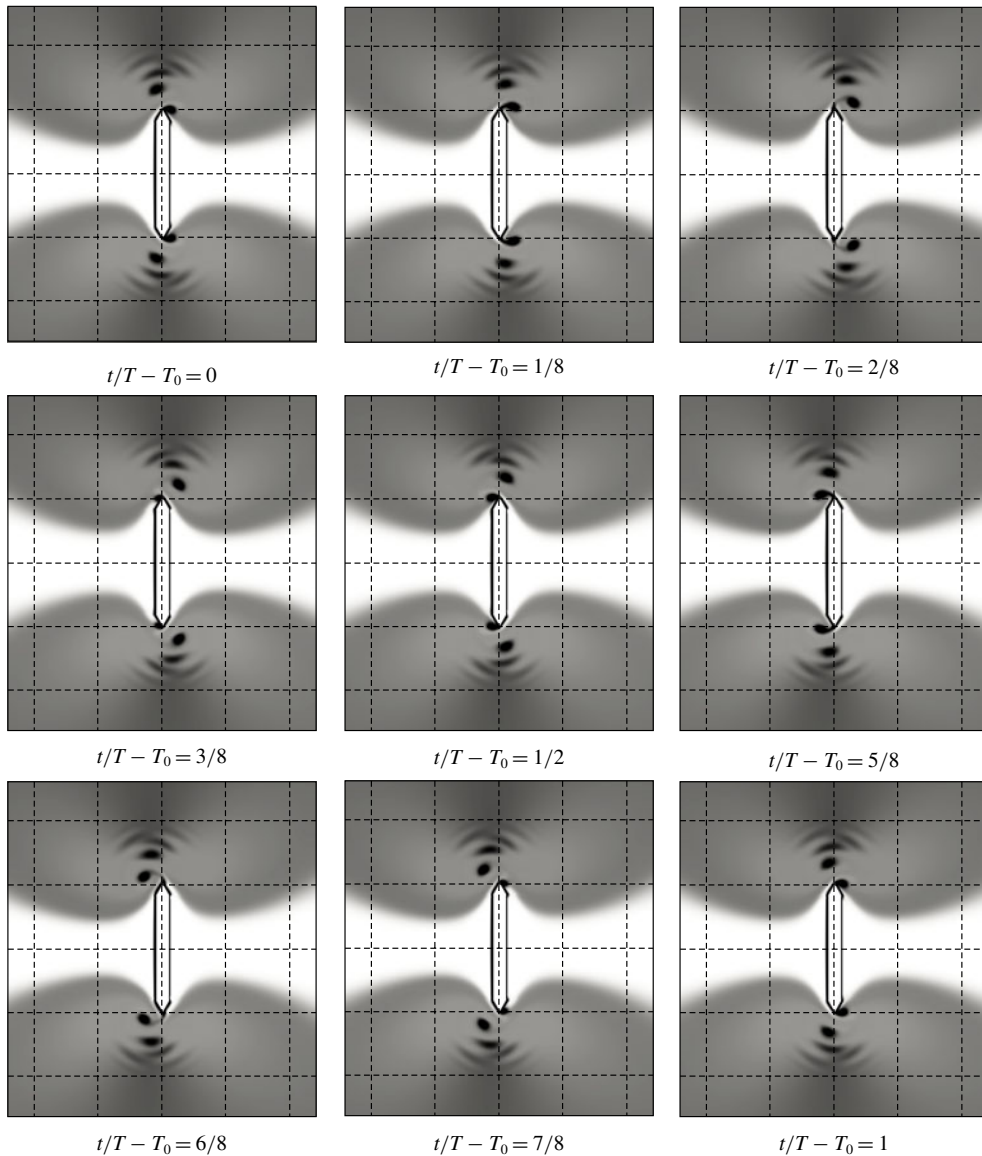 t/T − T₀ = 0
t/T − T₀ = 1/8
t/T − T₀ = 2/8
t/T − T₀ = 3/8
t/T − T₀ = 1/2
t/T − T₀ = 5/8
t/T − T₀ = 6/8
t/T − T₀ = 7/8
t/T − T₀ = 1